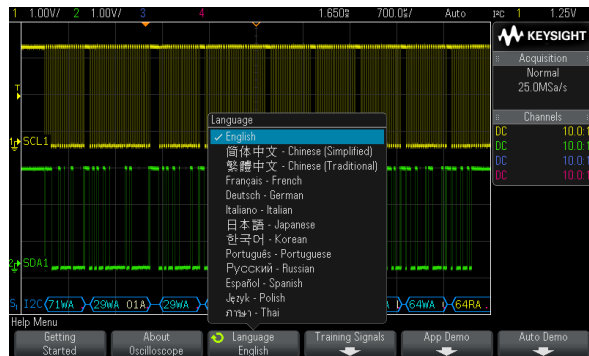 1 1.00V/ 2 1.00V/ 3 4 1.650s 700.0s/ Auto I²C 1 1.25V
KEYSIGHT
Acquisition
Normal
25.0MSa/s
Channels
DC 10.0:1
DC 10.0:1
DC 10.0:1
DC 10.0:1
T
SCL1
SDA1
Language
English
简体中文 - Chinese (Simplified)
繁體中文 - Chinese (Traditional)
Français - French
Deutsch - German
Italiano - Italian
日本語 - Japanese
한국어 - Korean
Português - Portuguese
Русский - Russian
Español - Spanish
Język - Polish
ภาษา - Thai
S₁ I2C 71WA 29WA 01A 29WA 64WA 64RA
Help Menu
Getting Started
About Oscilloscope
Language English
Training Signals
App Demo
Auto Demo